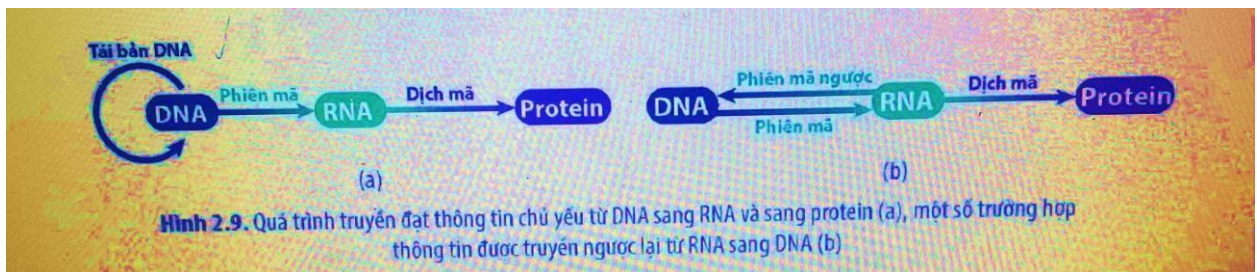 Tái bản DNA
DNA Phiên mã RNA Dịch mã Protein
(a)
Phiên mã ngược
DNA RNA Dịch mã Protein
Phiên mã
(b)
Hình 2.9. Quá trình truyền đạt thông tin chủ yếu từ DNA sang RNA và sang protein (a), một số trường hợp
thông tin được truyền ngược lại từ RNA sang DNA (b)